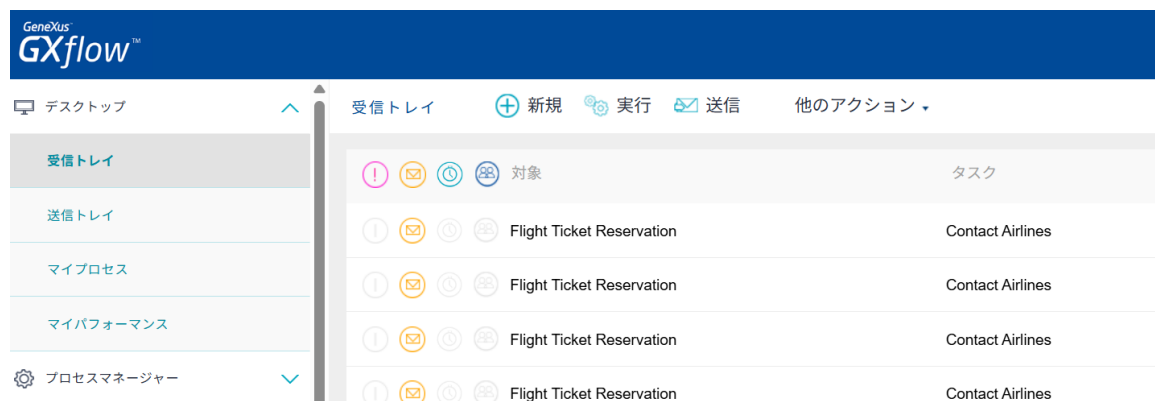 GeneXus™
GXflow™
デスクトップ
受信トレイ
送信トレイ
マイプロセス
マイパフォーマンス
プロセスマネージャー
受信トレイ 新規 実行 送信 他のアクション
対象 タスク
Flight Ticket Reservation Contact Airlines
Flight Ticket Reservation Contact Airlines
Flight Ticket Reservation Contact Airlines
Flight Ticket Reservation Contact Airlines